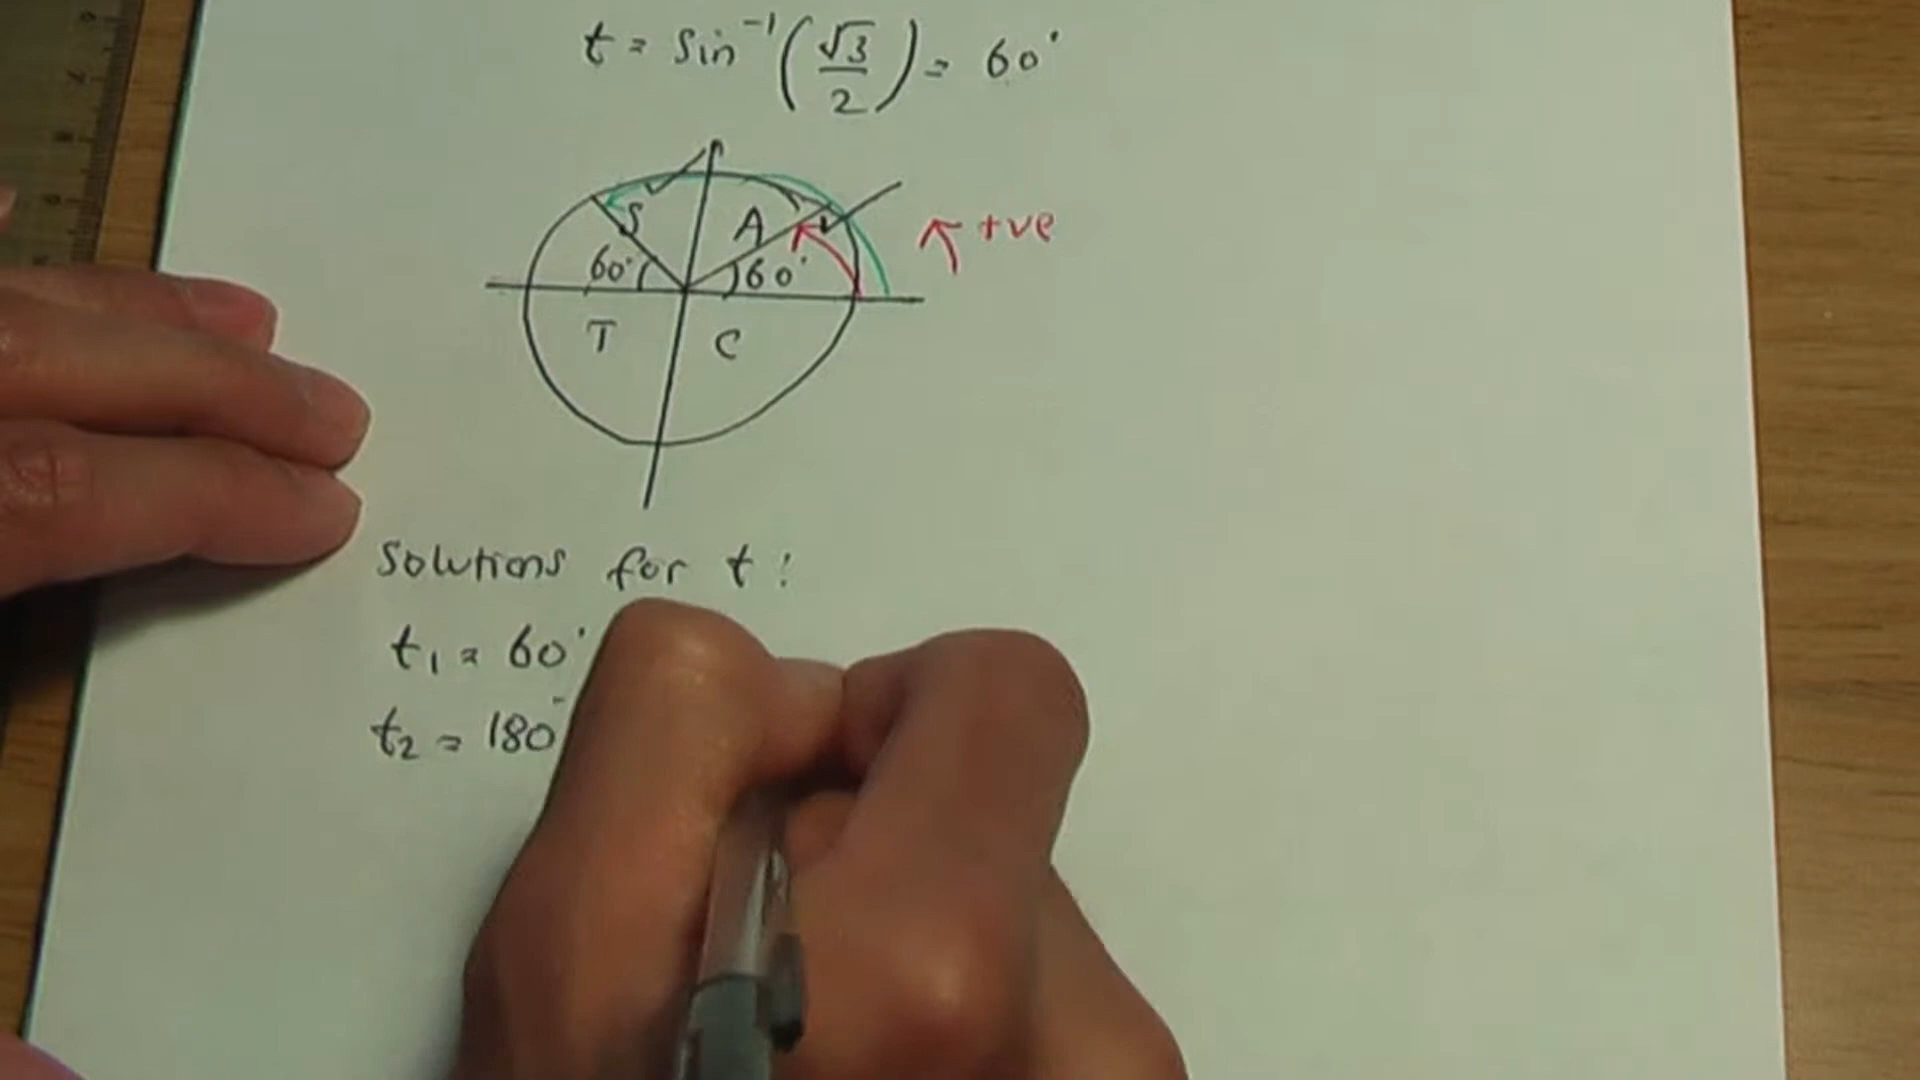 t = sin⁻¹(√3/2) = 60°
S A +ve
60° 60°
T C
Solutions for t :
t₁ = 60°
t₂ = 180°